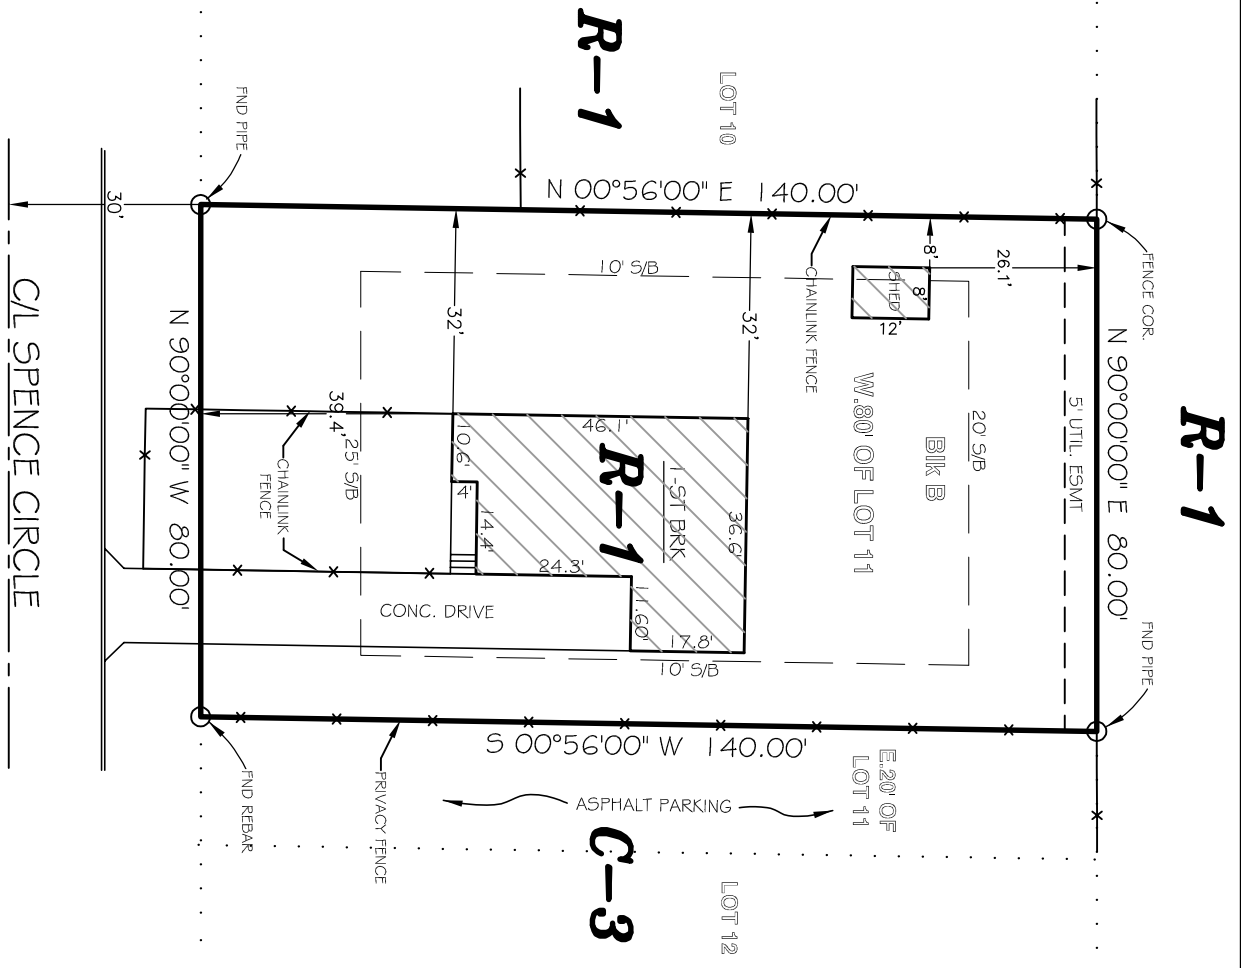 R-1
LOT 10
FND PIPE
N 00°56'00" E 140.00'
30'
FENCE COR.
8'
26.1'
10' S/B
CHAINLINK FENCE
SHED
8'
12'
32'
32'
N 90°00'00" W 80.00'
N 90°00'00" E 80.00'
R-1
C/L SPENCE CIRCLE
39.4'
25' S/B
CHAINLINK
FENCE
46.1'
10.6'
4'
14.4'
R-1
1-ST BRK
36.6'
24.3'
11.60'
17.8'
W.80' OF LOT 11
Blk B
20' S/B
5' UTIL. ESMT
CONC. DRIVE
10' S/B
FND PIPE
S 00°56'00" W 140.00'
FND REBAR
PRIVACY FENCE
ASPHALT PARKING
E.20' OF
LOT 11
C-3
LOT 12